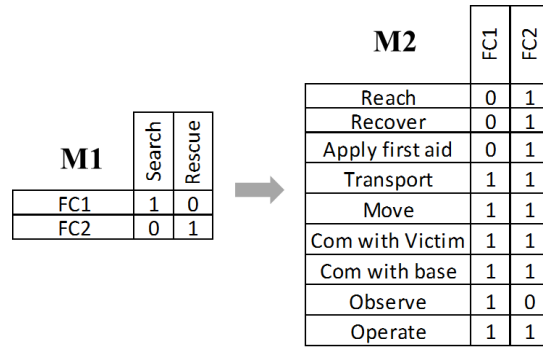 M1
Search
Rescue
FC1 1 0
FC2 0 1
M2
FC1
FC2
Reach 0 1
Recover 0 1
Apply first aid 0 1
Transport 1 1
Move 1 1
Com with Victim 1 1
Com with base 1 1
Observe 1 0
Operate 1 1